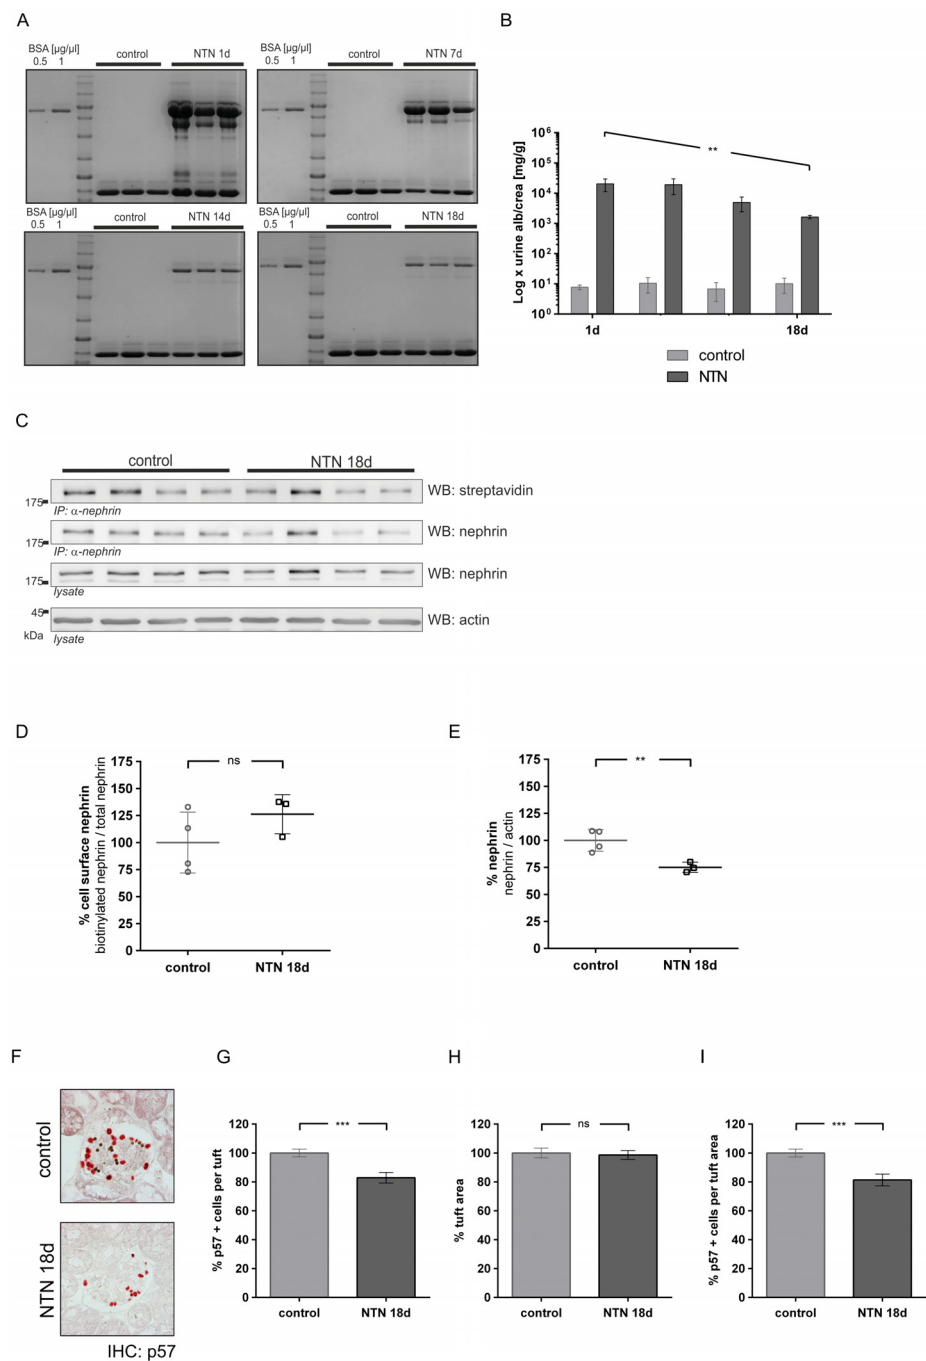 A
BSA [µg/µl]
0.5 1
control
NTN 1d
BSA [µg/µl]
0.5 1
control
NTN 7d
BSA [µg/µl]
0.5 1
control
NTN 14d
BSA [µg/µl]
0.5 1
control
NTN 18d
B
Log x urine alb/crea [mg/g]
10⁶
10⁵
10⁴
10³
10²
10¹
10⁰
**
1d
18d
control
NTN
C
control
NTN 18d
175
WB: streptavidin
IP: α-nephrin
175
WB: nephrin
IP: α-nephrin
175
WB: nephrin
lysate
45
WB: actin
kDa
lysate
D
% cell surface nephrin
biotinylated nephrin / total nephrin
175
150
125
100
75
50
25
0
ns
control
NTN 18d
E
% nephrin
nephrin / actin
175
150
125
100
75
50
25
0
**
control
NTN 18d
F
control
NTN 18d
IHC: p57
G
% p57 + cells per tuft
120
100
80
60
40
20
0
***
control
NTN 18d
H
% tuft area
120
100
80
60
40
20
0
ns
control
NTN 18d
I
% p57 + cells per tuft area
120
100
80
60
40
20
0
***
control
NTN 18d